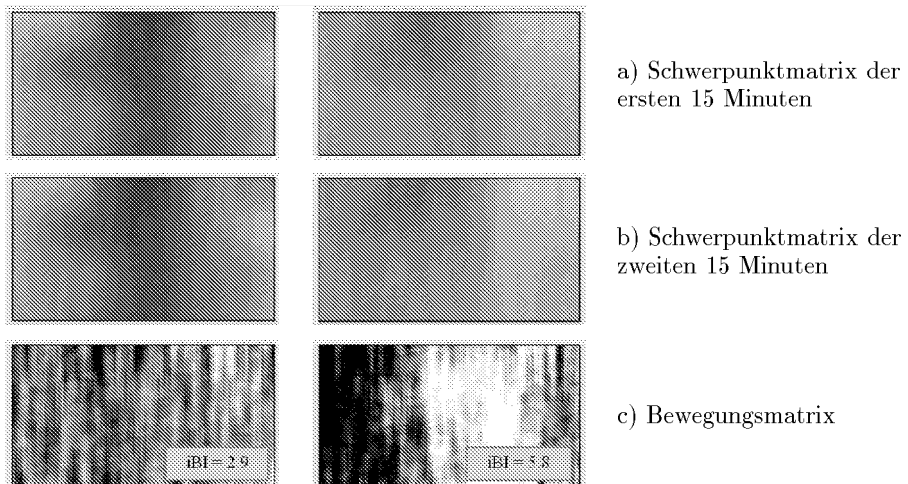 a) Schwerpunktmatrix der
ersten 15 Minuten
b) Schwerpunktmatrix der
zweiten 15 Minuten
iBI = 2.9
iBI = 5.8
c) Bewegungsmatrix